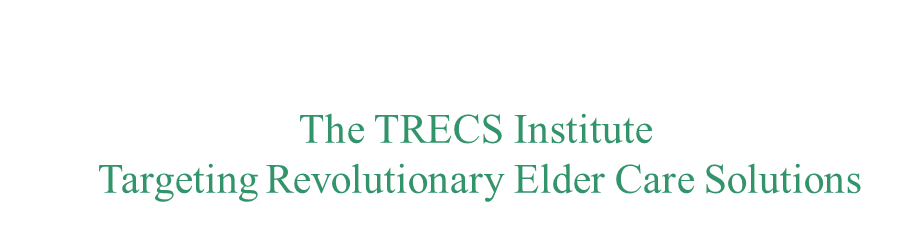 The TRECS Institute
Targeting Revolutionary Elder Care Solutions